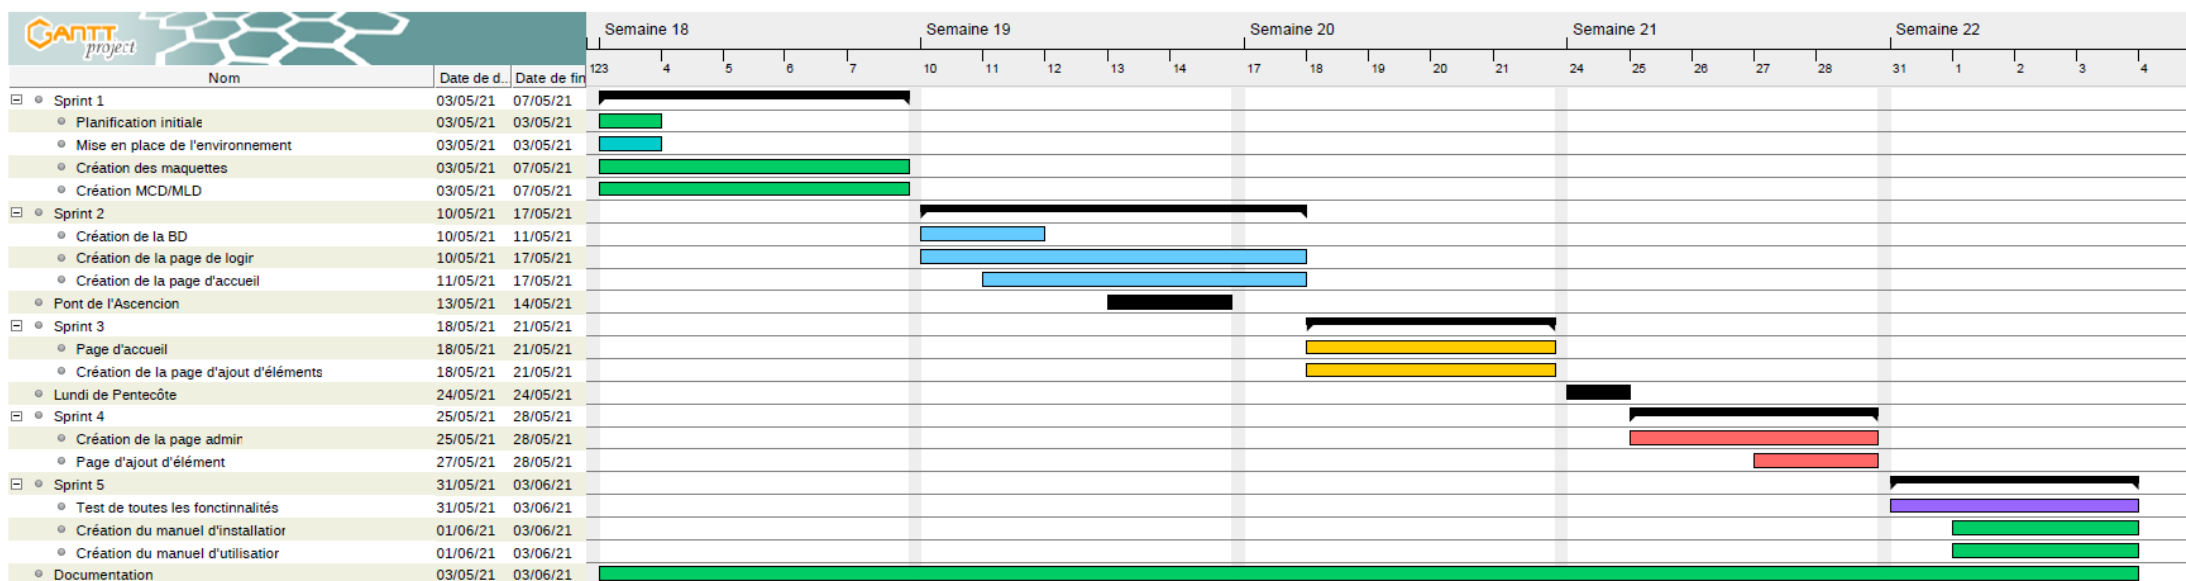 GANTT project
Semaine 18 Semaine 19 Semaine 20 Semaine 21 Semaine 22
Nom Date de d... Date de fin 123 4 5 6 7 10 11 12 13 14 17 18 19 20 21 24 25 26 27 28 31 1 2 3 4
Sprint 1 03/05/21 07/05/21
Planification initiale 03/05/21 03/05/21
Mise en place de l'environnement 03/05/21 03/05/21
Création des maquettes 03/05/21 07/05/21
Création MCD/MLD 03/05/21 07/05/21
Sprint 2 10/05/21 17/05/21
Création de la BD 10/05/21 11/05/21
Création de la page de login 10/05/21 17/05/21
Création de la page d'accueil 11/05/21 17/05/21
Pont de l'Ascencion 13/05/21 14/05/21
Sprint 3 18/05/21 21/05/21
Page d'accueil 18/05/21 21/05/21
Création de la page d'ajout d'éléments 18/05/21 21/05/21
Lundi de Pentecôte 24/05/21 24/05/21
Sprint 4 25/05/21 28/05/21
Création de la page admin 25/05/21 28/05/21
Page d'ajout d'élément 27/05/21 28/05/21
Sprint 5 31/05/21 03/06/21
Test de toutes les fonctinnalités 31/05/21 03/06/21
Création du manuel d'installation 01/06/21 03/06/21
Création du manuel d'utilisation 01/06/21 03/06/21
Documentation 03/05/21 03/06/21